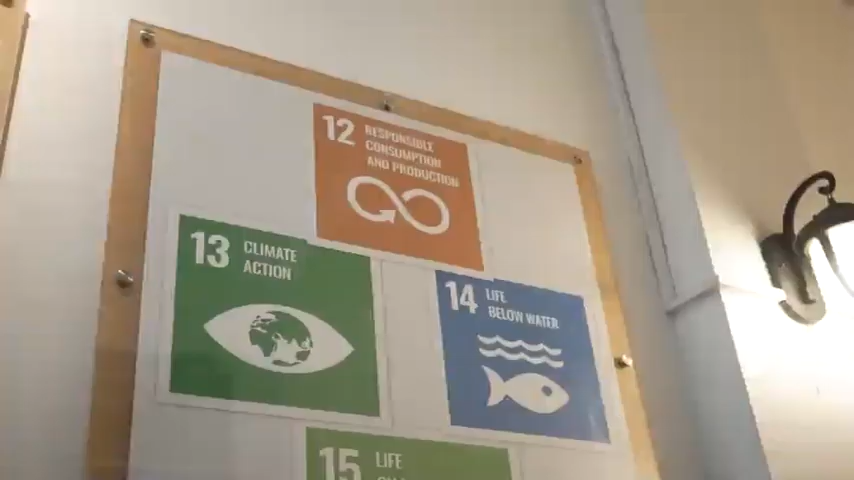 12 RESPONSIBLE
CONSUMPTION
AND PRODUCTION
13 CLIMATE
ACTION
14 LIFE
BELOW WATER
15 LIFE